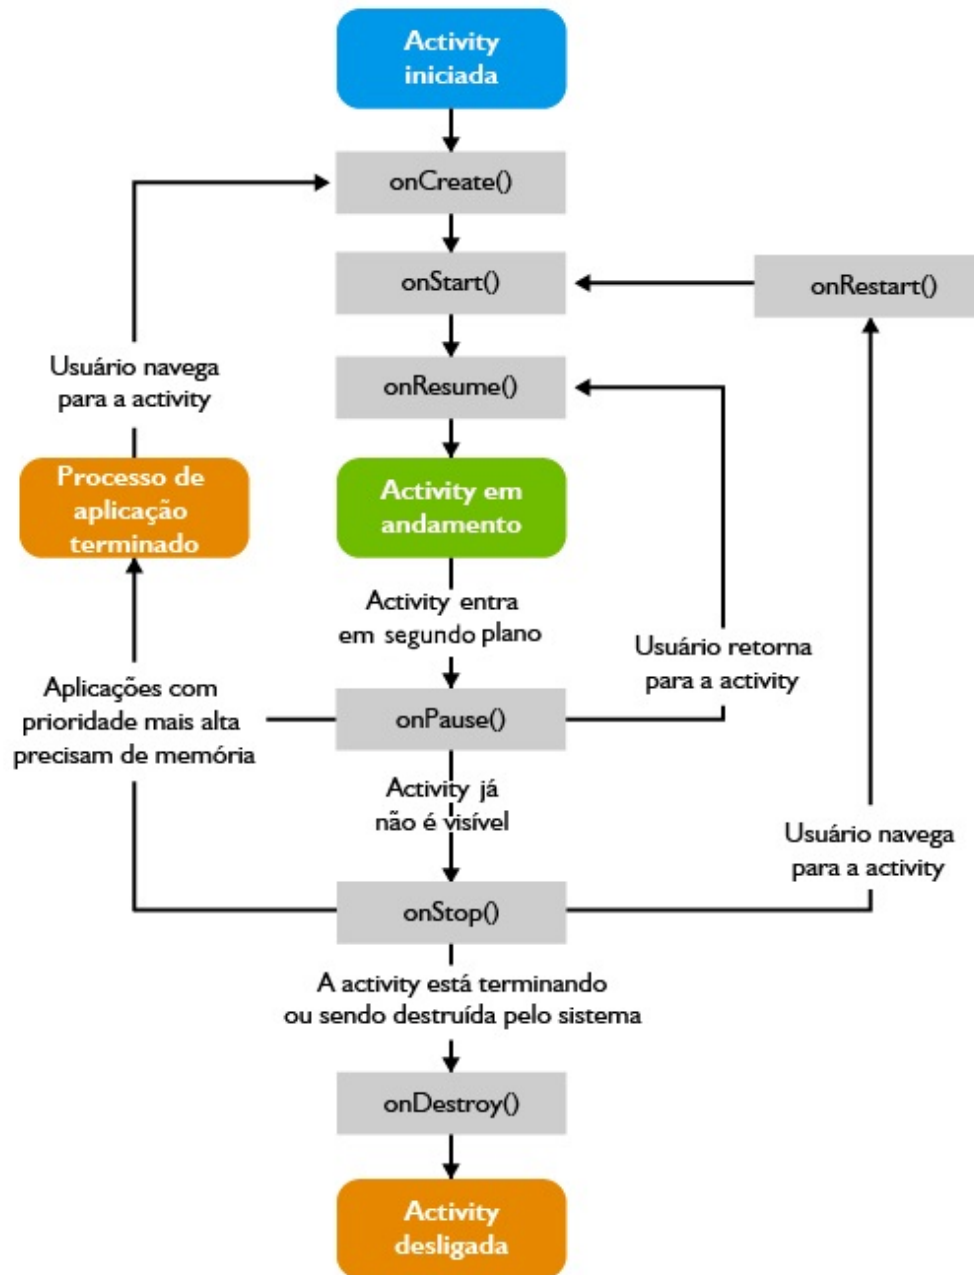 Activity
iniciada
onCreate()
onStart()
onRestart()
Usuário navega
para a activity
onResume()
Processo de
aplicação
terminado
Activity em
andamento
Activity entra
em segundo plano
Usuário retorna
para a activity
Aplicações com
prioridade mais alta
precisam de memória
onPause()
Activity já
não é visível
Usuário navega
para a activity
onStop()
A activity está terminando
ou sendo destruída pelo sistema
onDestroy()
Activity
desligada